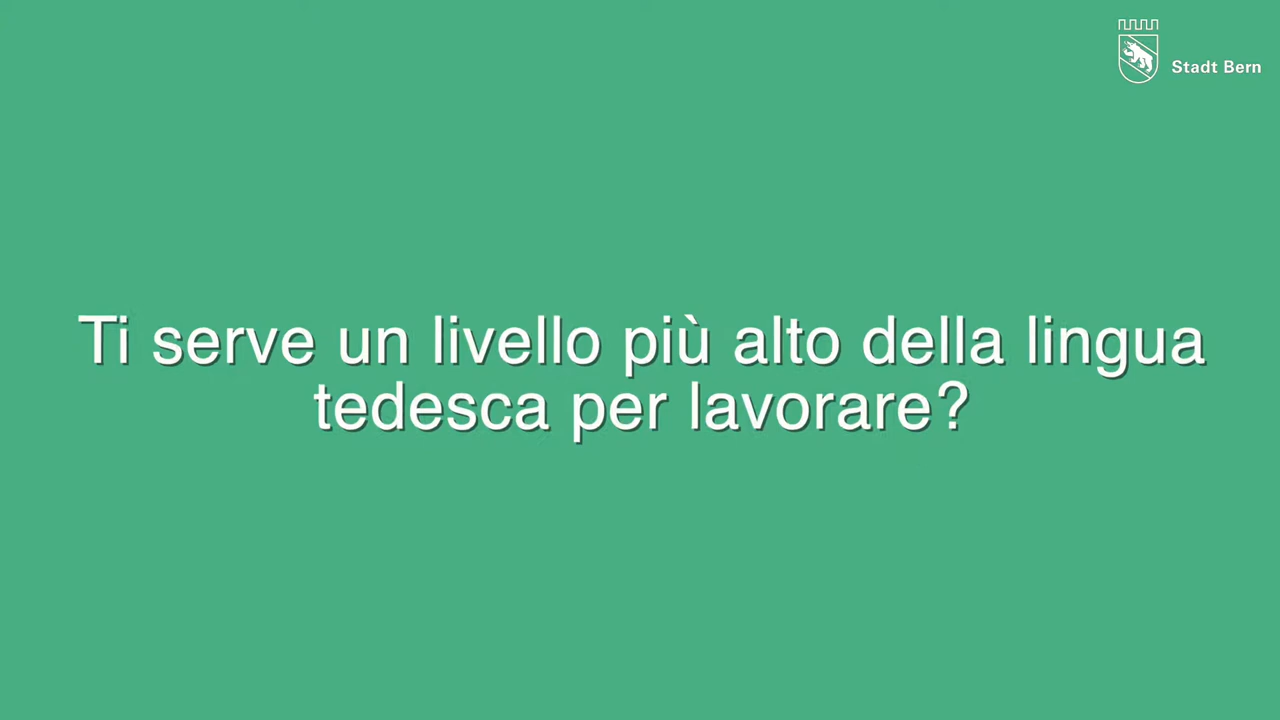 Stadt Bern
Ti serve un livello più alto della lingua
tedesca per lavorare?